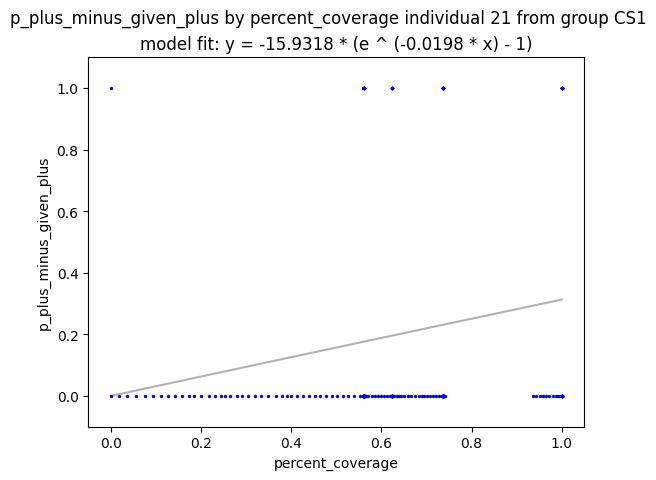 p_plus_minus_given_plus by percent_coverage individual 21 from group CS1
model fit: y = -15.9318 * (e ^ (-0.0198 * x) - 1)
1.0
0.8
0.6
0.4
0.2
0.0
p_plus_minus_given_plus
0.0 0.2 0.4 0.6 0.8 1.0
percent_coverage